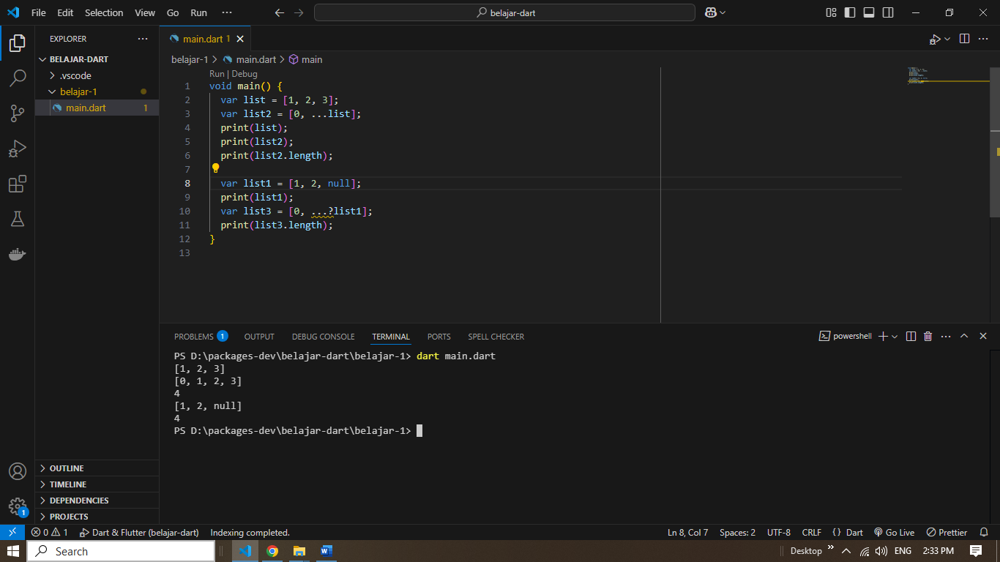 File Edit Selection View Go Run ··· belajar-dart
EXPLORER ···
BELAJAR-DART
.vscode
belajar-1
main.dart 1
OUTLINE
TIMELINE
DEPENDENCIES
PROJECTS
1
main.dart 1
belajar-1 > main.dart > main
Run | Debug
1 void main() {
2 var list = [1, 2, 3];
3 var list2 = [0, ...list];
4 print(list);
5 print(list2);
6 print(list2.length);
7
8 var list1 = [1, 2, null];
9 print(list1);
10 var list3 = [0, ...?list1];
11 print(list3.length);
12 }
13
PROBLEMS 1 OUTPUT DEBUG CONSOLE TERMINAL PORTS SPELL CHECKER powershell
PS D:\packages-dev\belajar-dart\belajar-1> dart main.dart
[1, 2, 3]
[0, 1, 2, 3]
4
[1, 2, null]
4
PS D:\packages-dev\belajar-dart\belajar-1>
0 1 Dart & Flutter (belajar-dart) Indexing completed. Ln 8, Col 7 Spaces: 2 UTF-8 CRLF {} Dart Go Live Prettier
Search Desktop ENG 2:33 PM